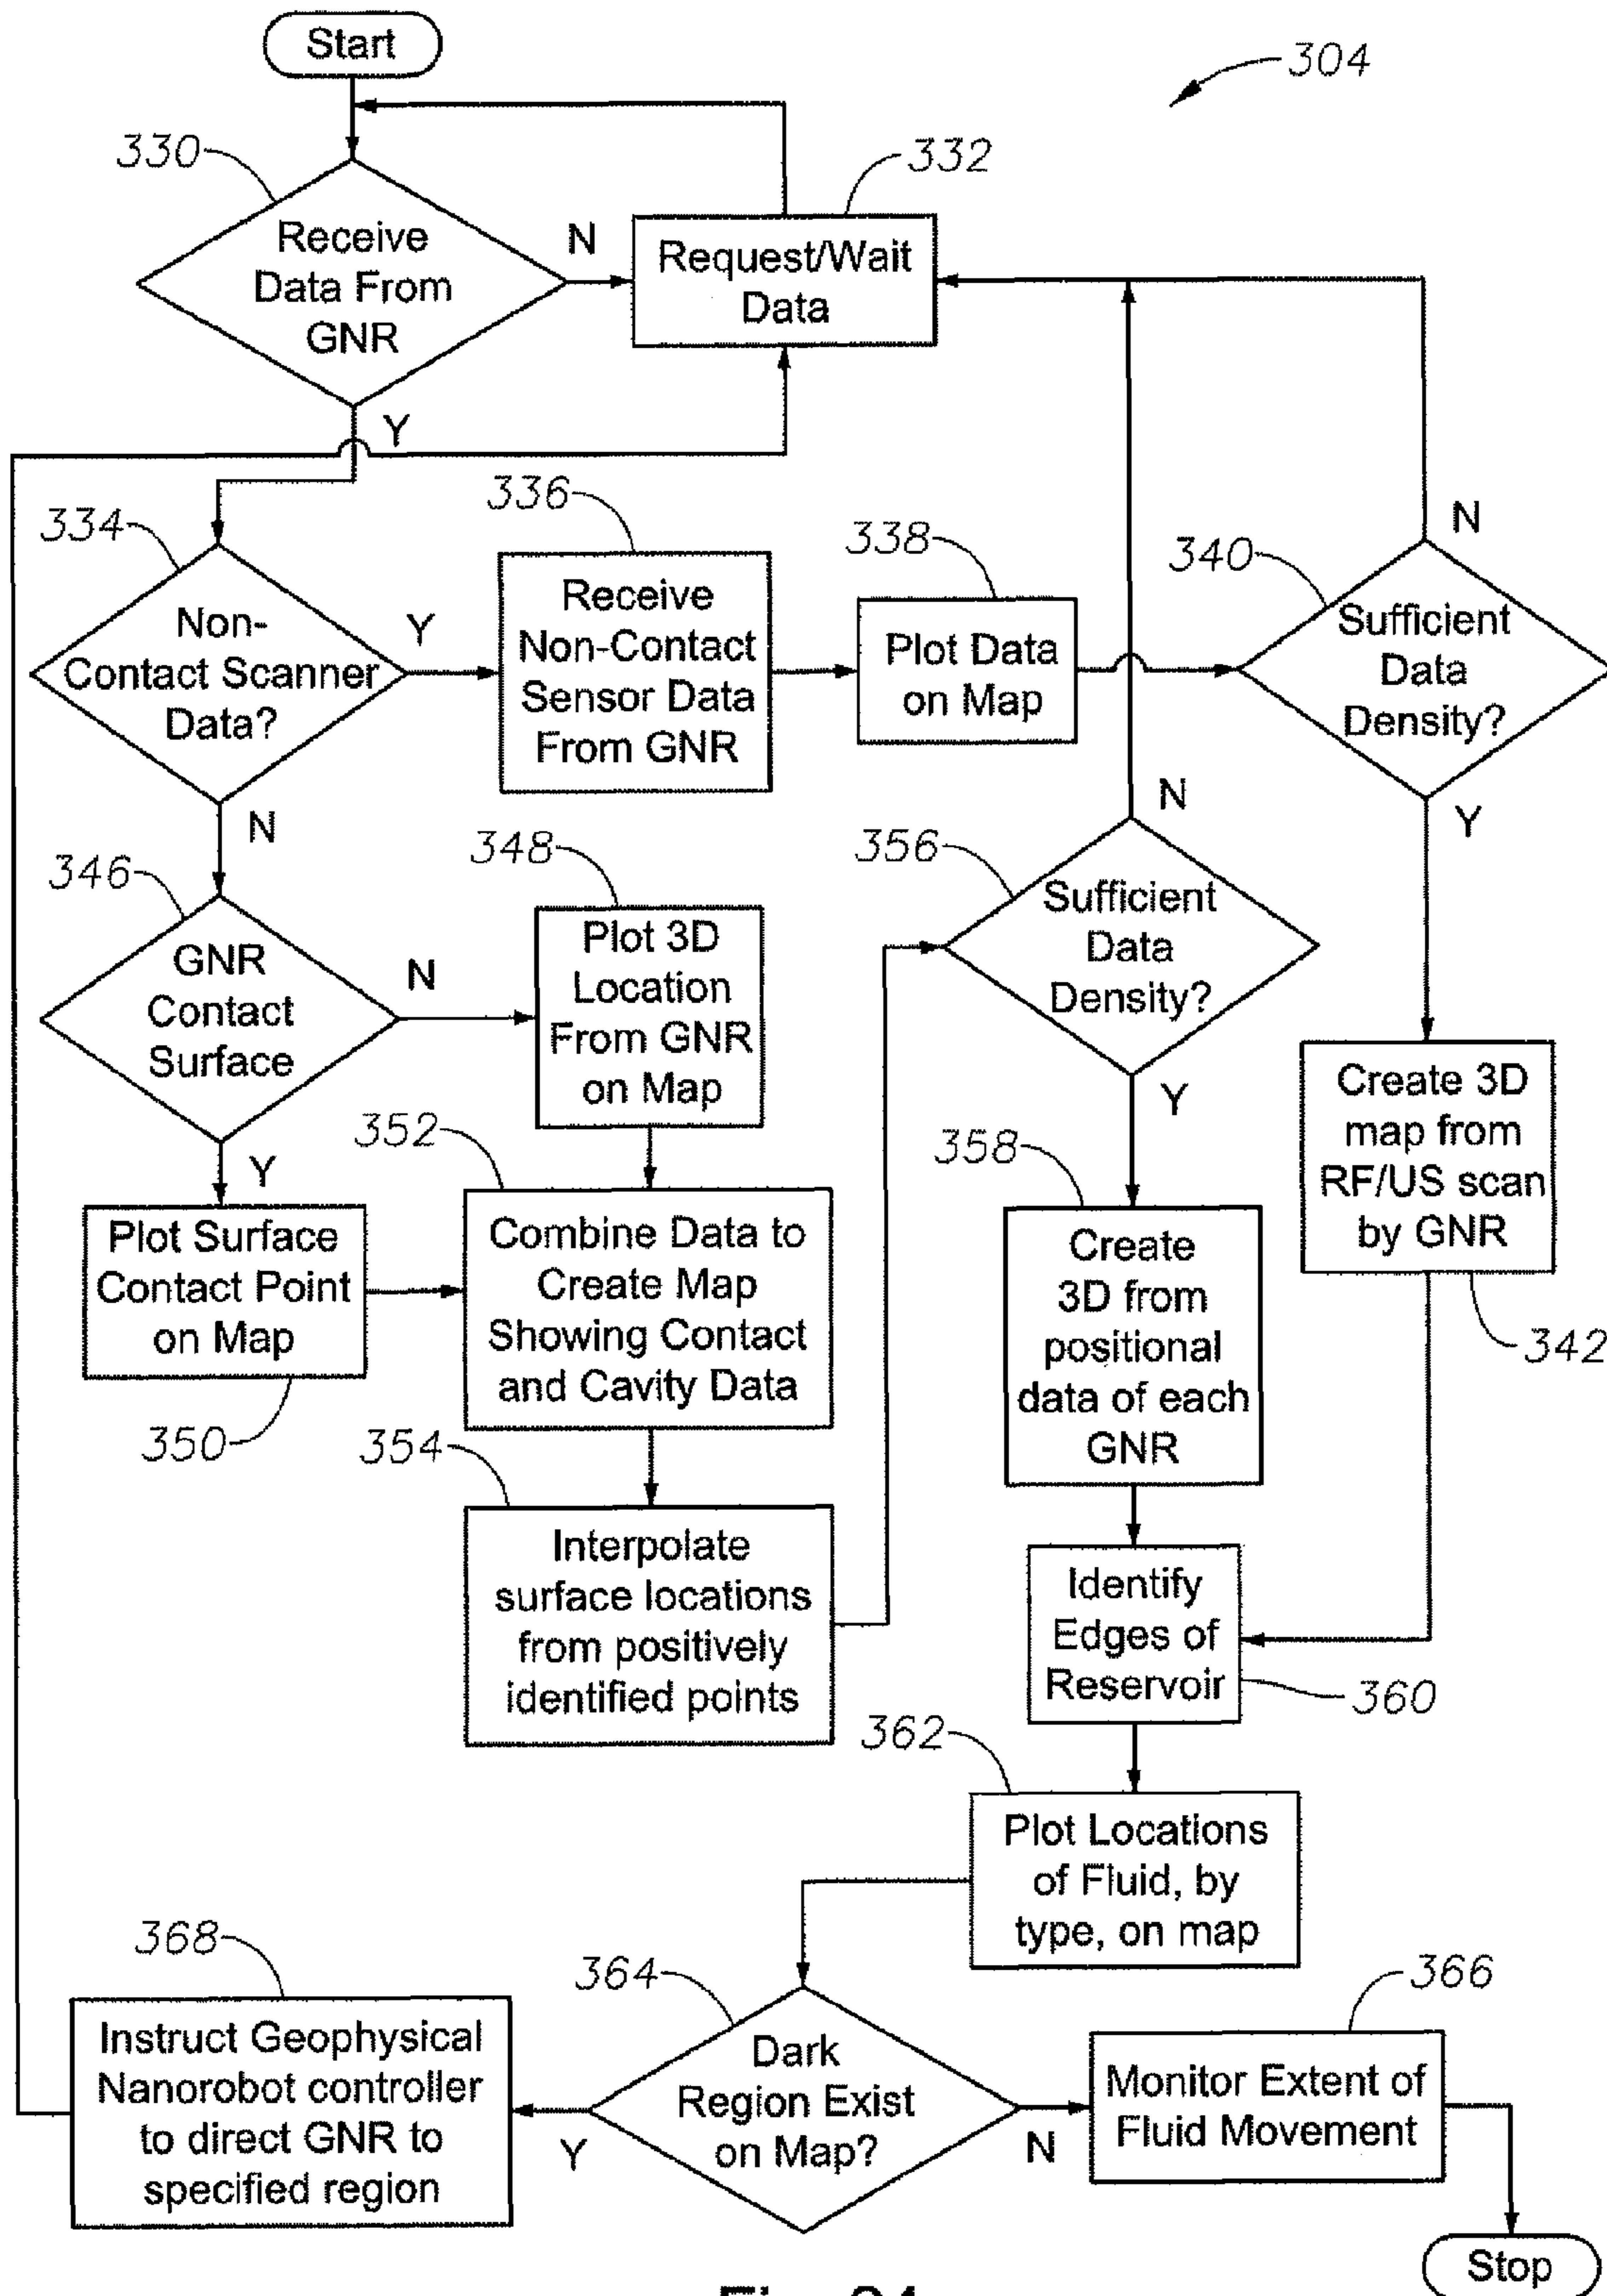 Start
304
330
332
Receive
Data From
GNR
N
Request/Wait
Data
Y
334
336
338
340
N
Non-
Contact Scanner
Data?
Y
Receive
Non-Contact
Sensor Data
From GNR
Plot Data
on Map
Sufficient
Data
Density?
N
Y
N
346
348
356
GNR
Contact
Surface
N
Plot 3D
Location
From GNR
on Map
Sufficient
Data
Density?
Y
Create 3D
map from
RF/US scan
by GNR
342
Y
352
358
Plot Surface
Contact Point
on Map
350
Combine Data to
Create Map
Showing Contact
and Cavity Data
Create
3D from
positional
data of each
GNR
354
Interpolate
surface locations
from positively
identified points
Identify
Edges of
Reservoir
360
362
Plot Locations
of Fluid, by
type, on map
368
364
366
Instruct Geophysical
Nanorobot controller
to direct GNR to
specified region
Y
Dark
Region Exist
on Map?
N
Monitor Extent of
Fluid Movement
Stop